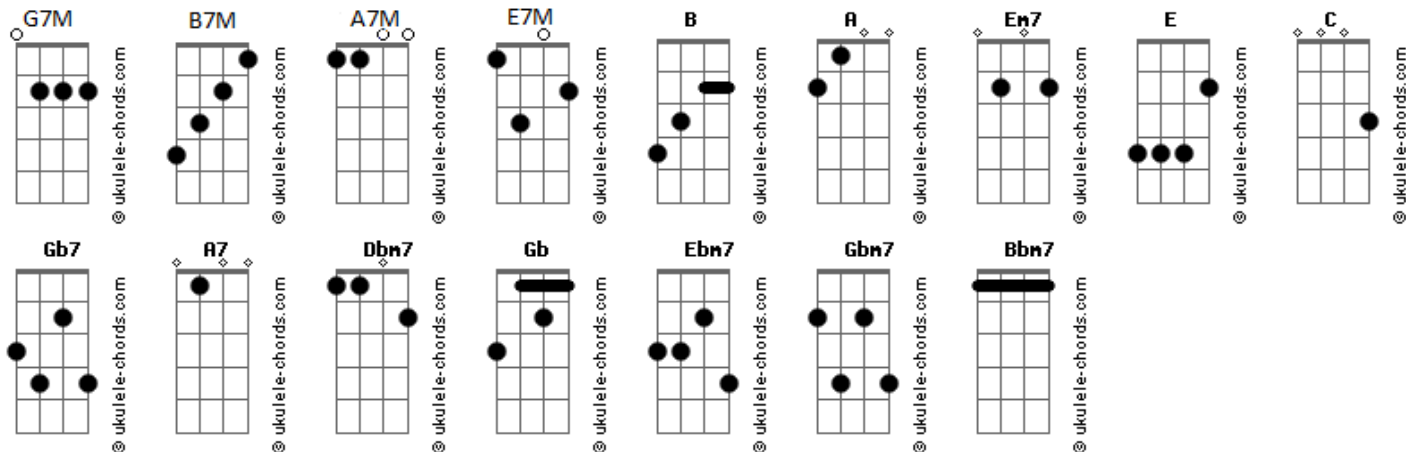 G7M B7M A7M E7M B A Em7 E C
© ukulele-chords.com © ukulele-chords.com © ukulele-chords.com © ukulele-chords.com © ukulele-chords.com © ukulele-chords.com © ukulele-chords.com © ukulele-chords.com © ukulele-chords.com
Gb7 A7 Dbm7 Gb Ebm7 Gbm7 Bbm7
© ukulele-chords.com © ukulele-chords.com © ukulele-chords.com © ukulele-chords.com © ukulele-chords.com © ukulele-chords.com © ukulele-chords.com